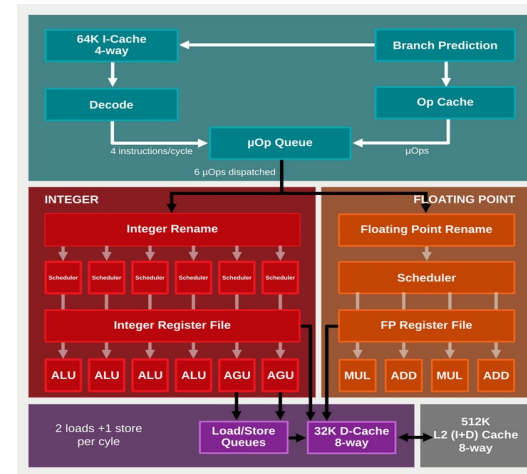 64K I-Cache
4-way
Branch Prediction
Decode
Op Cache
4 instructions/cycle
µOp Queue
µOps
6 µOps dispatched
INTEGER
FLOATING POINT
Integer Rename
Floating Point Rename
Scheduler
Scheduler
Scheduler
Scheduler
Scheduler
Scheduler
Scheduler
Integer Register File
FP Register File
ALU
ALU
ALU
ALU
AGU
AGU
MUL
ADD
MUL
ADD
2 loads +1 store
per cyle
Load/Store
Queues
32K D-Cache
8-way
512K
L2 (I+D) Cache
8-way